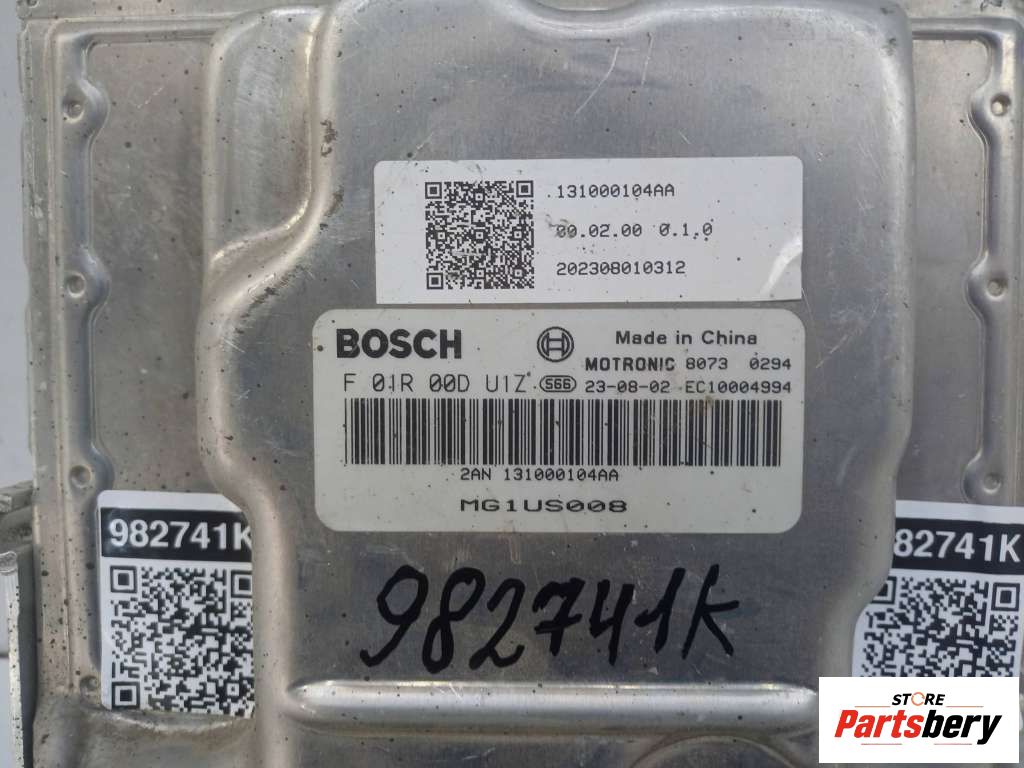 131000104AA
00.02.00 0.1.0
202308010312
BOSCH
Made in China
MOTRONIC 8073 0294
F 01R 00D U1Z S66 23-08-02 EC10004994
2AN 131000104AA
MG1US008
982741K
82741K
982741K
STORE
Partsbery